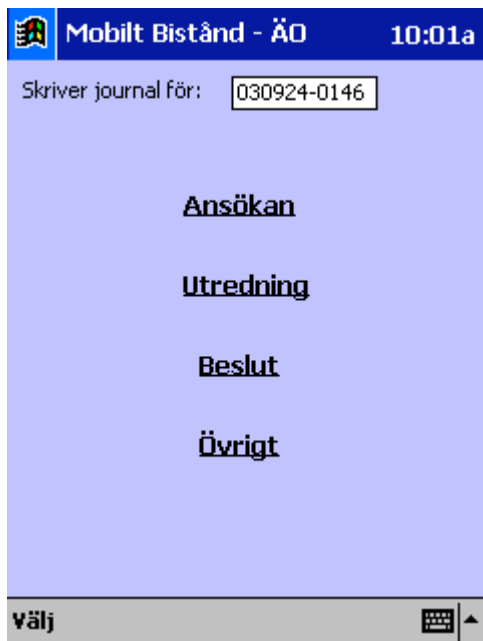 Mobilt Bistånd - ÄO 10:01a
Skriver journal för: 030924-0146
Ansökan
Utredning
Beslut
Övrigt
Välj